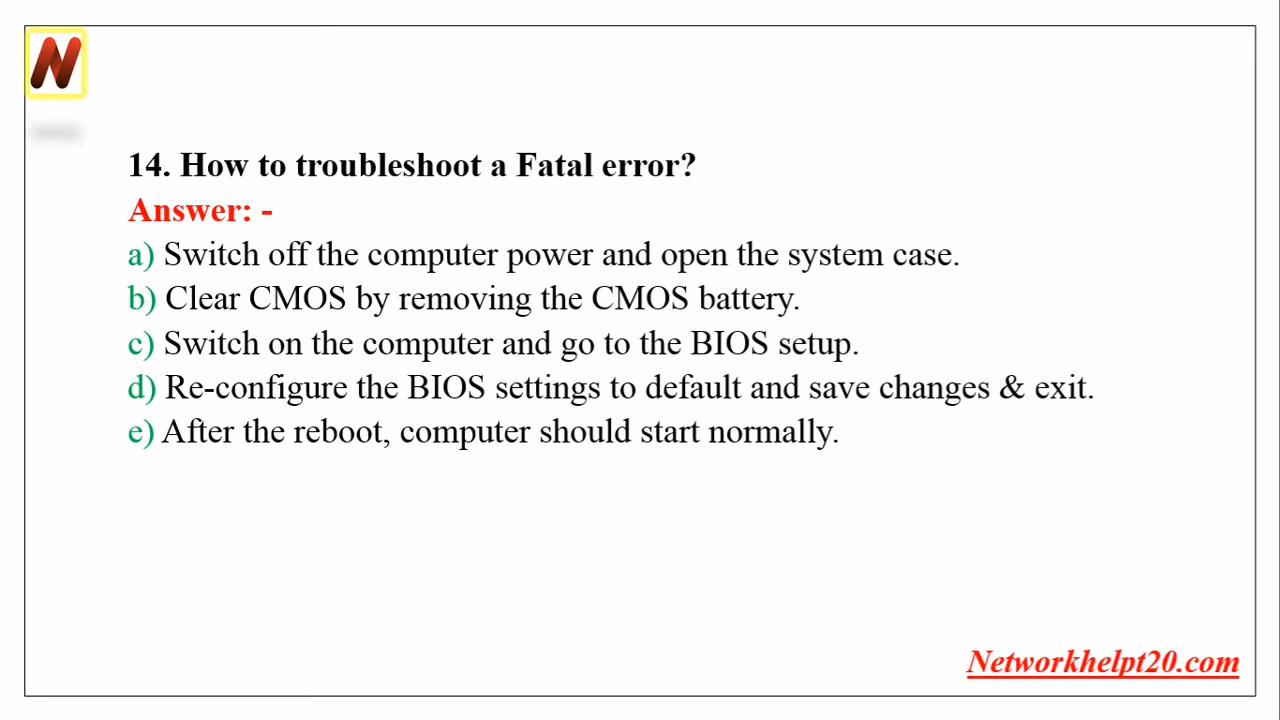 N
14. How to troubleshoot a Fatal error?
Answer: -
a) Switch off the computer power and open the system case.
b) Clear CMOS by removing the CMOS battery.
c) Switch on the computer and go to the BIOS setup.
d) Re-configure the BIOS settings to default and save changes & exit.
e) After the reboot, computer should start normally.
Networkhelpt20.com